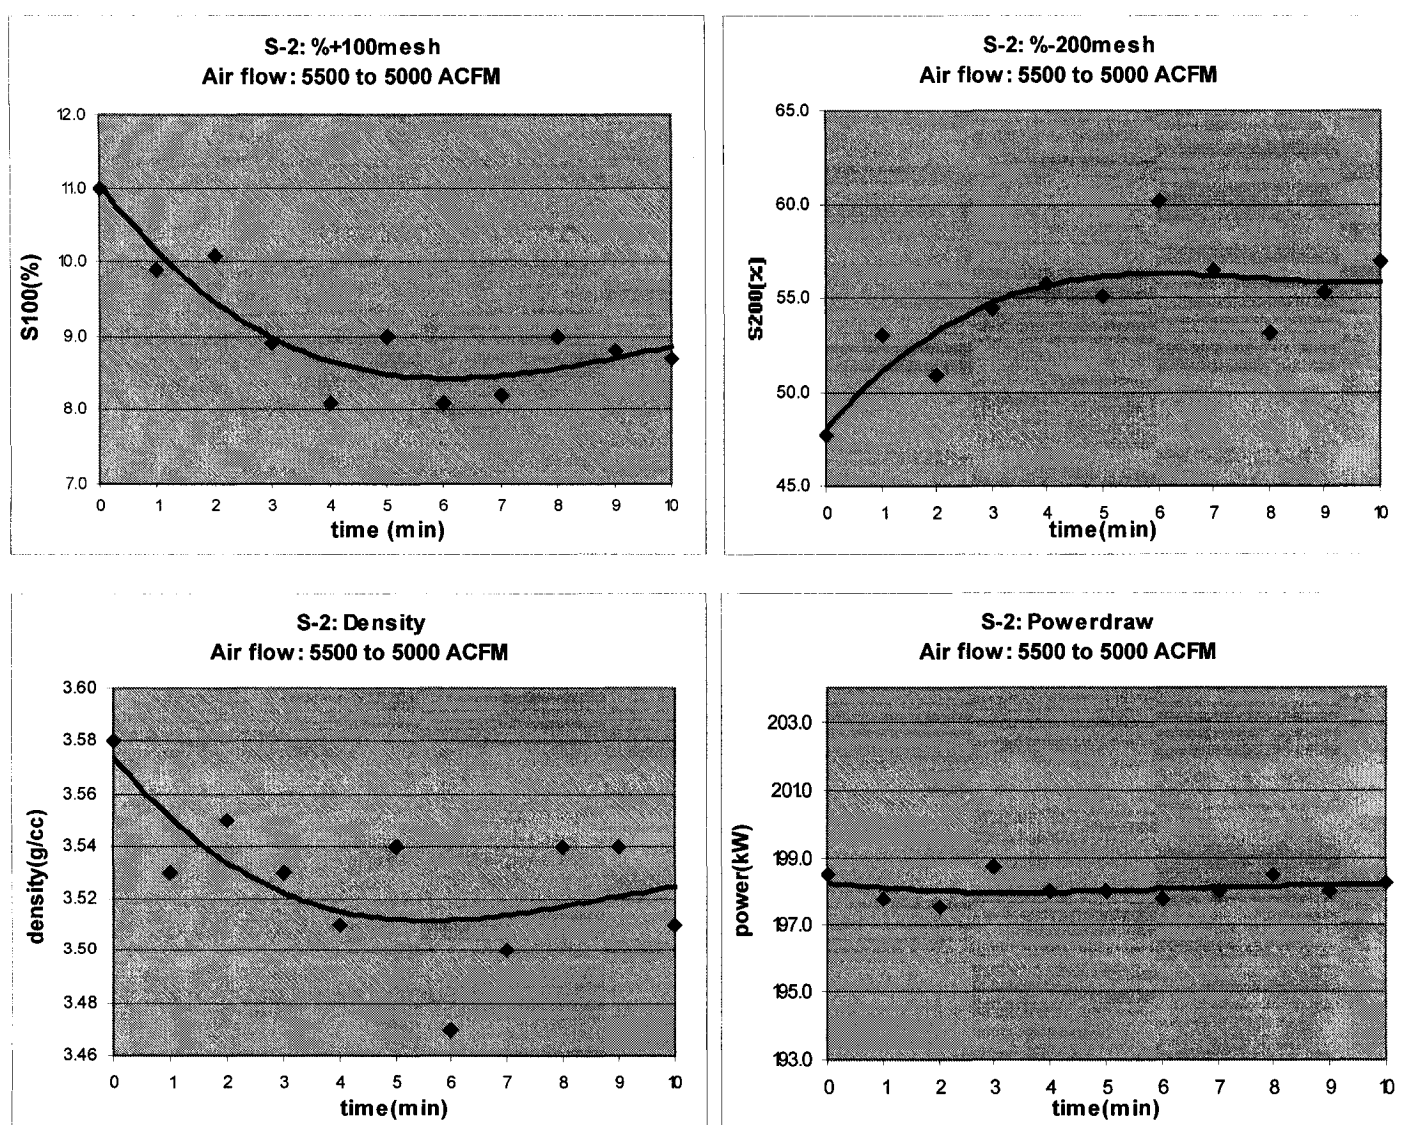 S-2: %+100mesh
Air flow: 5500 to 5000 ACFM
12.0
11.0
10.0
9.0
8.0
7.0
S100(%)
0 1 2 3 4 5 6 7 8 9 10
time (min)
S-2: %-200mesh
Air flow: 5500 to 5000 ACFM
65.0
60.0
55.0
50.0
45.0
S200[%]
0 1 2 3 4 5 6 7 8 9 10
time(min)
S-2: Density
Air flow: 5500 to 5000 ACFM
3.60
3.58
3.56
3.54
3.52
3.50
3.48
3.46
density(g/cc)
0 1 2 3 4 5 6 7 8 9 10
time(min)
S-2: Powerdraw
Air flow: 5500 to 5000 ACFM
203.0
201.0
199.0
197.0
195.0
193.0
power(kW)
0 1 2 3 4 5 6 7 8 9 10
time(min)